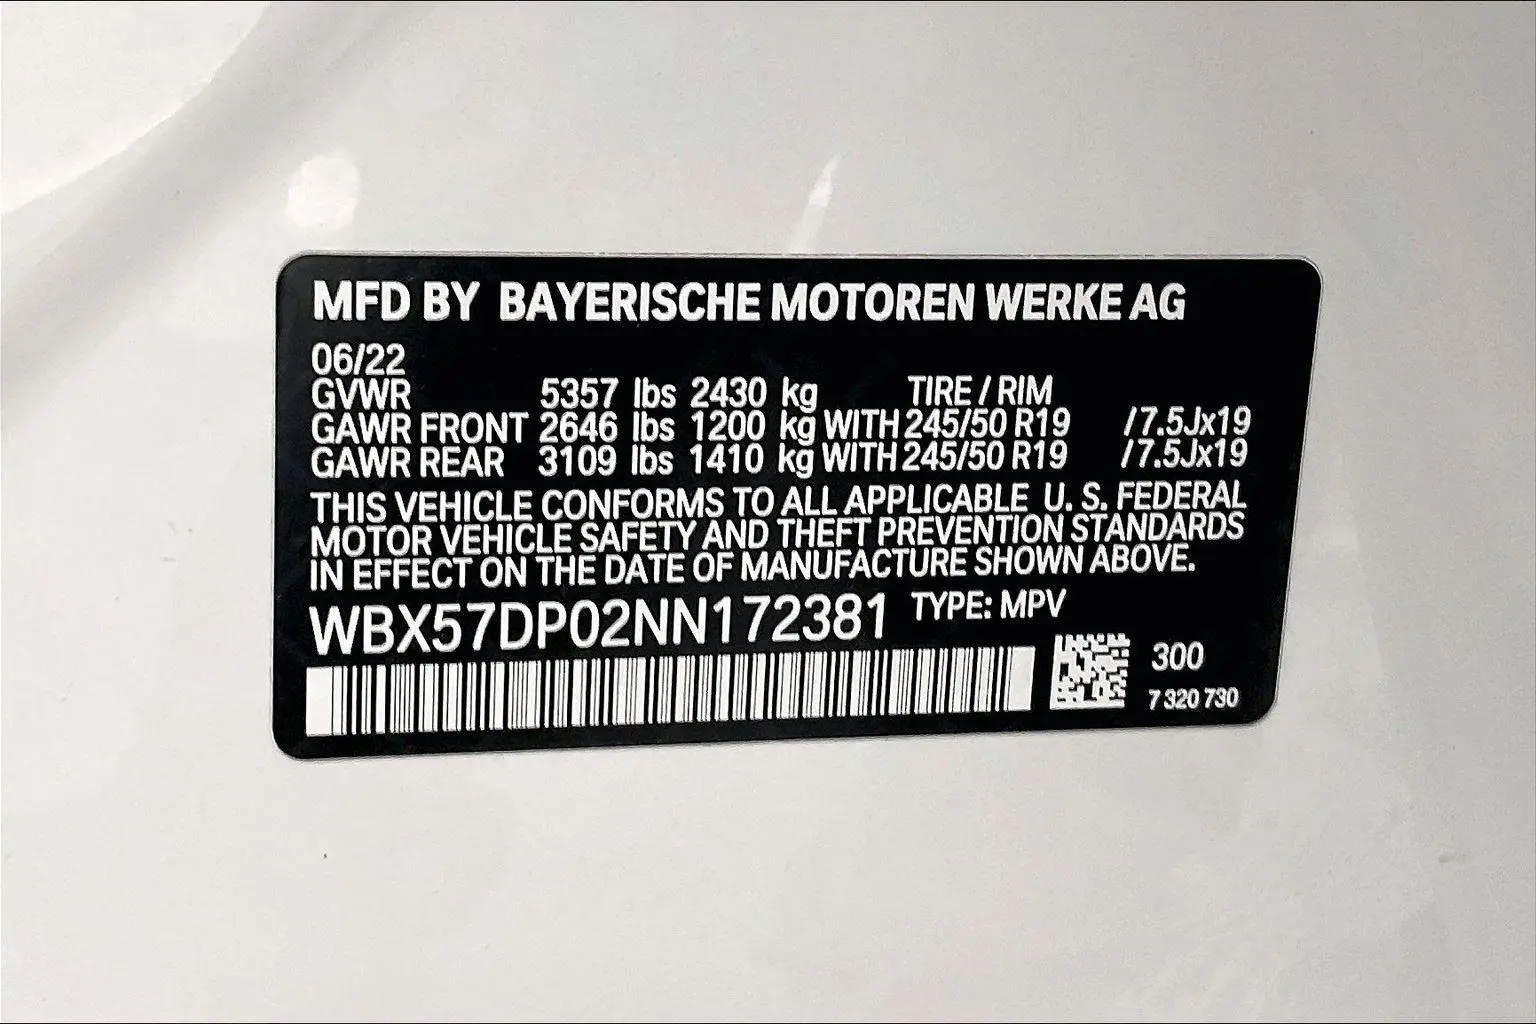 MFD BY BAYERISCHE MOTOREN WERKE AG
06/22
GVWR 5357 lbs 2430 kg TIRE / RIM
GAWR FRONT 2646 lbs 1200 kg WITH 245/50 R19 /7.5Jx19
GAWR REAR 3109 lbs 1410 kg WITH 245/50 R19 /7.5Jx19
THIS VEHICLE CONFORMS TO ALL APPLICABLE U. S. FEDERAL
MOTOR VEHICLE SAFETY AND THEFT PREVENTION STANDARDS
IN EFFECT ON THE DATE OF MANUFACTURE SHOWN ABOVE.
WBX57DP02NN172381 TYPE: MPV
300
7 320 730